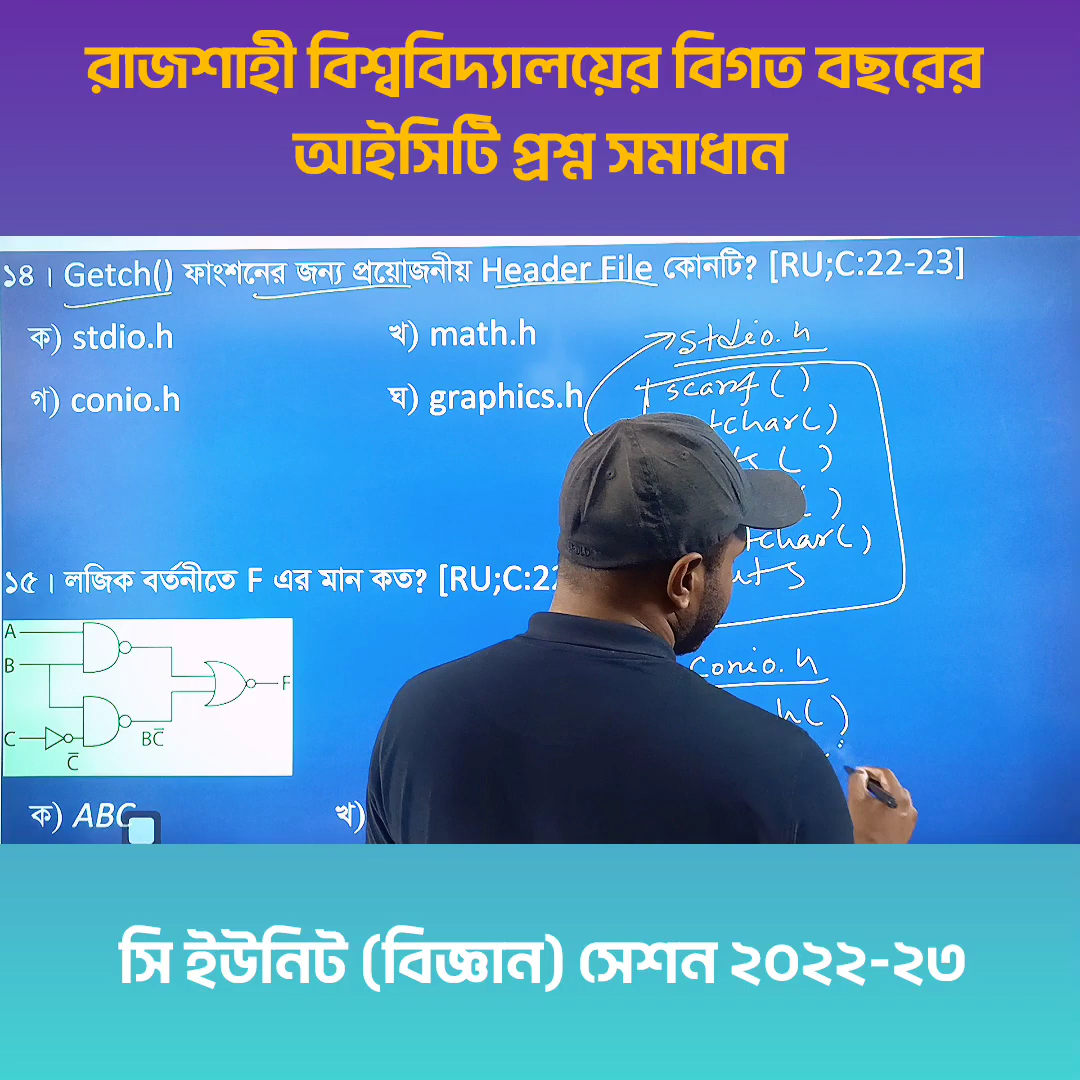 রাজশাহী বিশ্ববিদ্যালয়ের বিগত বছরের
আইসিটি প্রশ্ন সমাধান
১৪। Getch() ফাংশনের জন্য প্রয়োজনীয় Header File কোনটি? [RU;C:22-23]
ক) stdio.h
খ) math.h
গ) conio.h
ঘ) graphics.h
stdio.h
scanf ()
tchar()
()
()
tchar()
conio.h
h()
১৫। লজিক বর্তনীতে F এর মান কত? [RU;C:22
A
B
F
C
C̅
BC̅
ক) ABC
খ)
সি ইউনিট (বিজ্ঞান) সেশন ২০২২-২৩